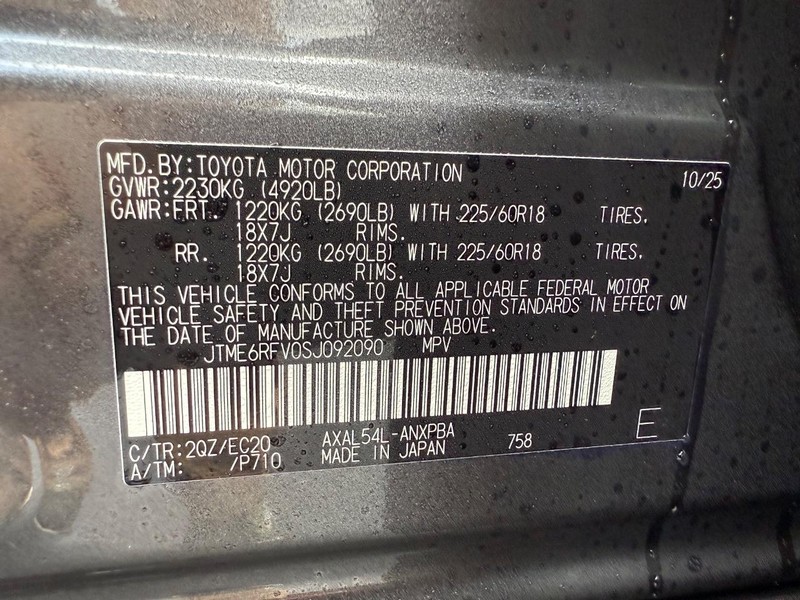 MFD.BY:TOYOTA MOTOR CORPORATION 10/25
GVWR:2230KG (4920LB)
GAWR:FRT. 1220KG (2690LB) WITH 225/60R18 TIRES,
18X7J RIMS.
RR. 1220KG (2690LB) WITH 225/60R18 TIRES,
18X7J RIMS.
THIS VEHICLE CONFORMS TO ALL APPLICABLE FEDERAL MOTOR
VEHICLE SAFETY AND THEFT PREVENTION STANDARDS IN EFFECT ON
THE DATE OF MANUFACTURE SHOWN ABOVE.
JTME6RFV0SJ092090 MPV
C/TR:2QZ/EC20 AXAL54L-ANXPBA 758 E
A/TM: /P710 MADE IN JAPAN